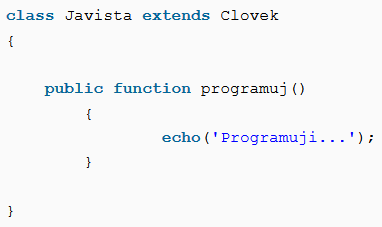 class Javista extends Clovek
{
public function programuj()
{
echo('Programuji...');
}
}